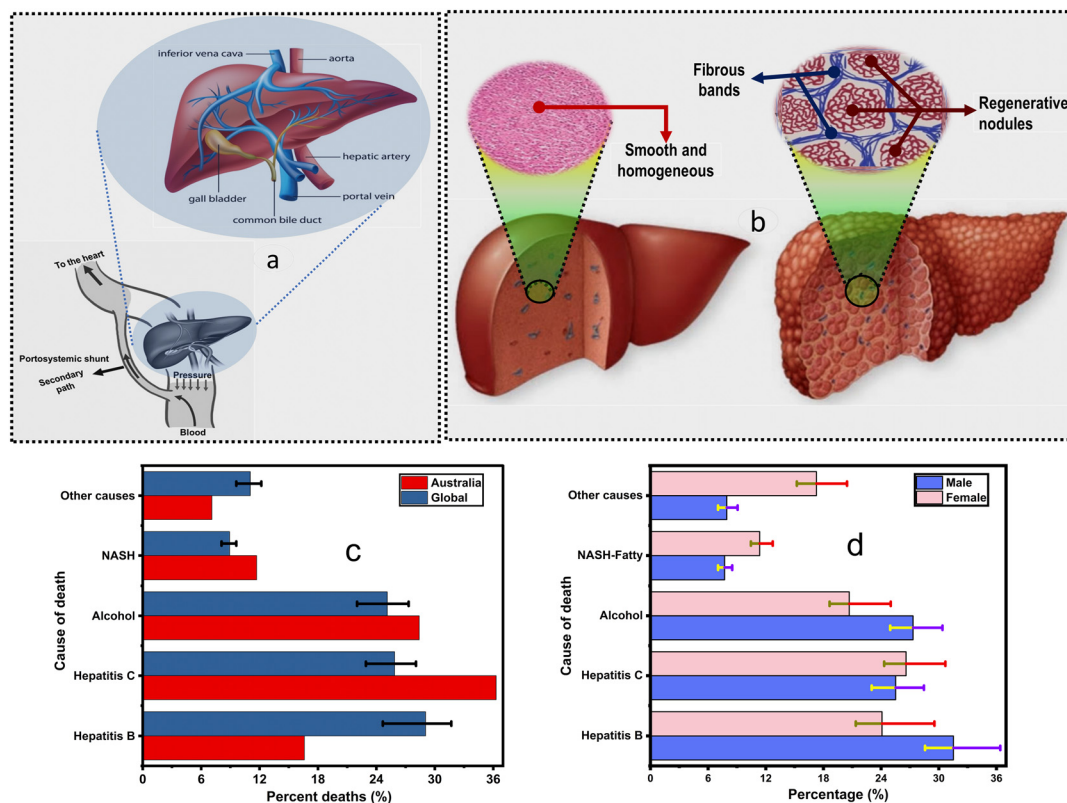 inferior vena cava
aorta
hepatic artery
gall bladder
portal vein
common bile duct
a
To the heart
Portosystemic shunt
Secondary
path
Pressure
Blood
Fibrous
bands
Regenerative
nodules
Smooth and
homogeneous
b
Other causes
NASH
Alcohol
Hepatitis C
Hepatitis B
Cause of death
Australia
Global
c
0 6 12 18 24 30 36
Percent deaths (%)
Other causes
NASH-Fatty
Alcohol
Hepatitis C
Hepatitis B
Cause of death
Male
Female
d
0 6 12 18 24 30 36
Percentage (%)